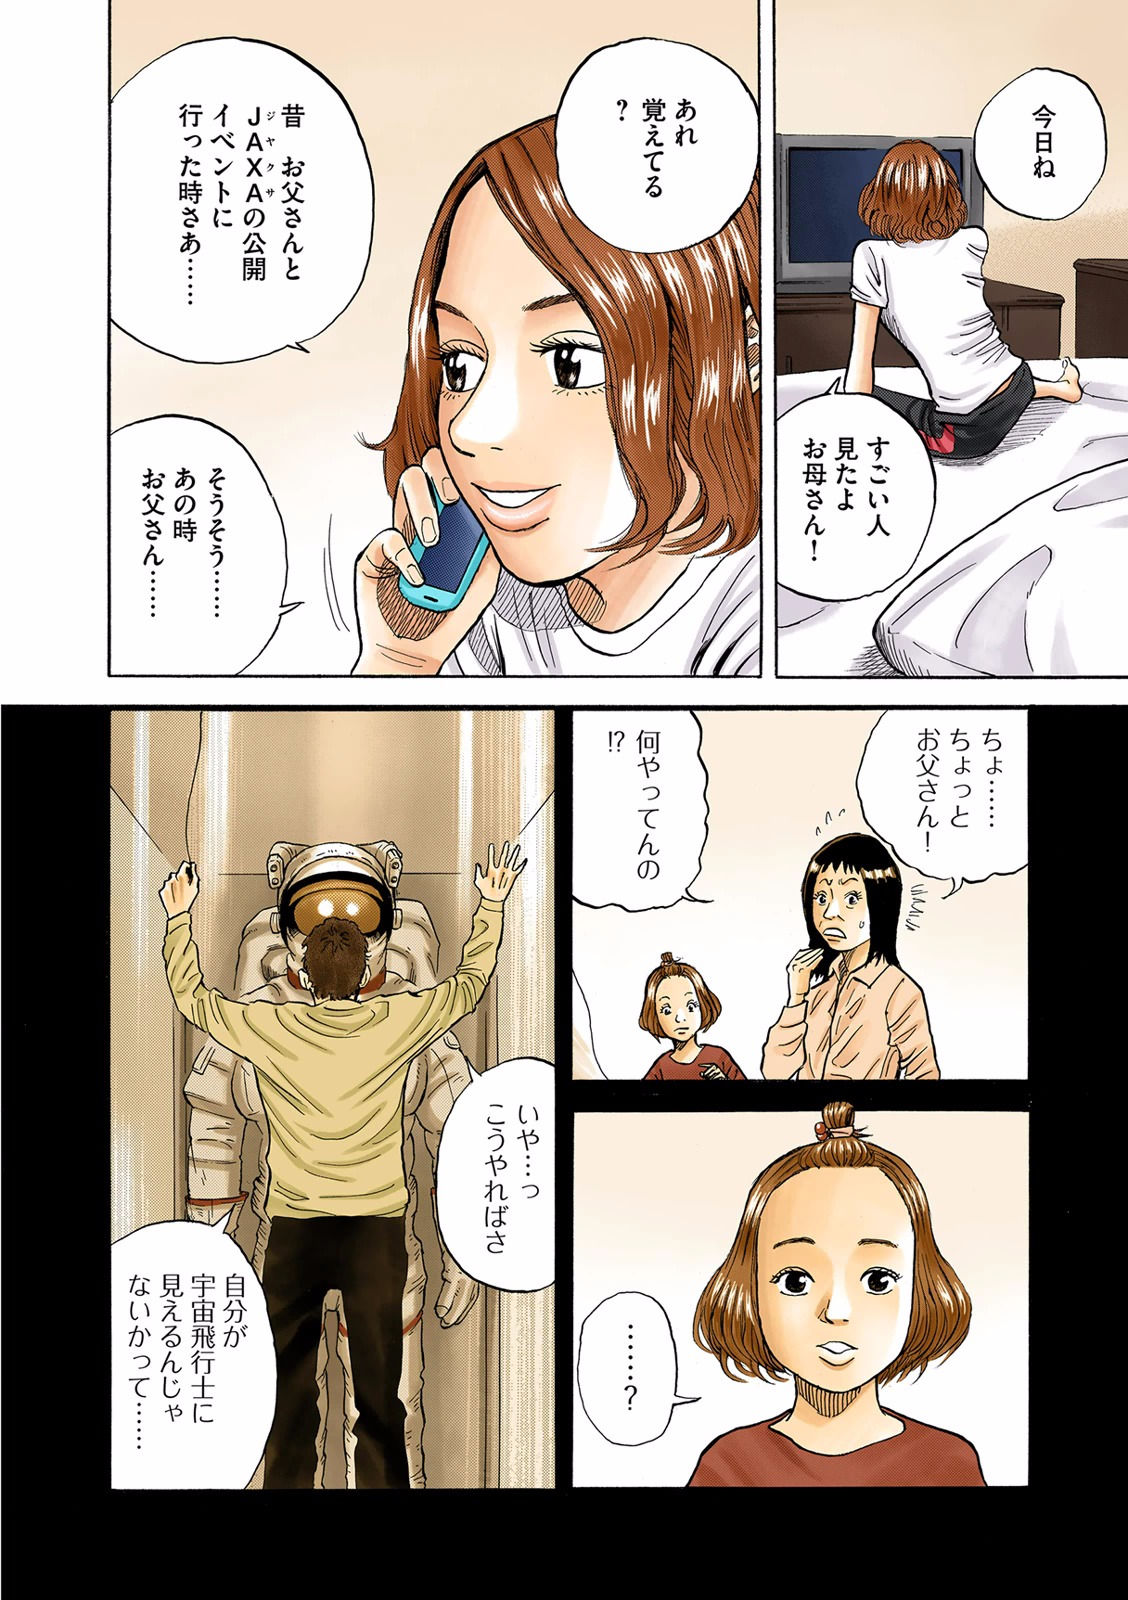 今日ね
すごい人
見たよ
お母さん!
あれ
覚えてる
?
昔 お父さんと
JAXAの公開
ジャクサ
イベントに
行った時さあ……
そうそう……
あの時
お父さん……
ちょ……
ちょっと
お父さん!
何やってんの
!?
……?
いや…っ
こうやればさ
自分が
宇宙飛行士に
見えるんじゃ
ないかって……